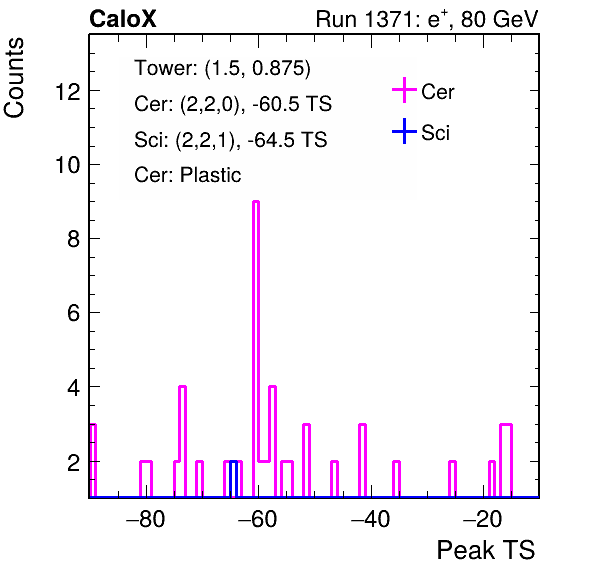 CaloX Run 1371: e⁺, 80 GeV
Counts
Tower: (1.5, 0.875)
Cer: (2,2,0), -60.5 TS
Sci: (2,2,1), -64.5 TS
Cer: Plastic
Cer
Sci
12
10
8
6
4
2
−80 −60 −40 −20
Peak TS